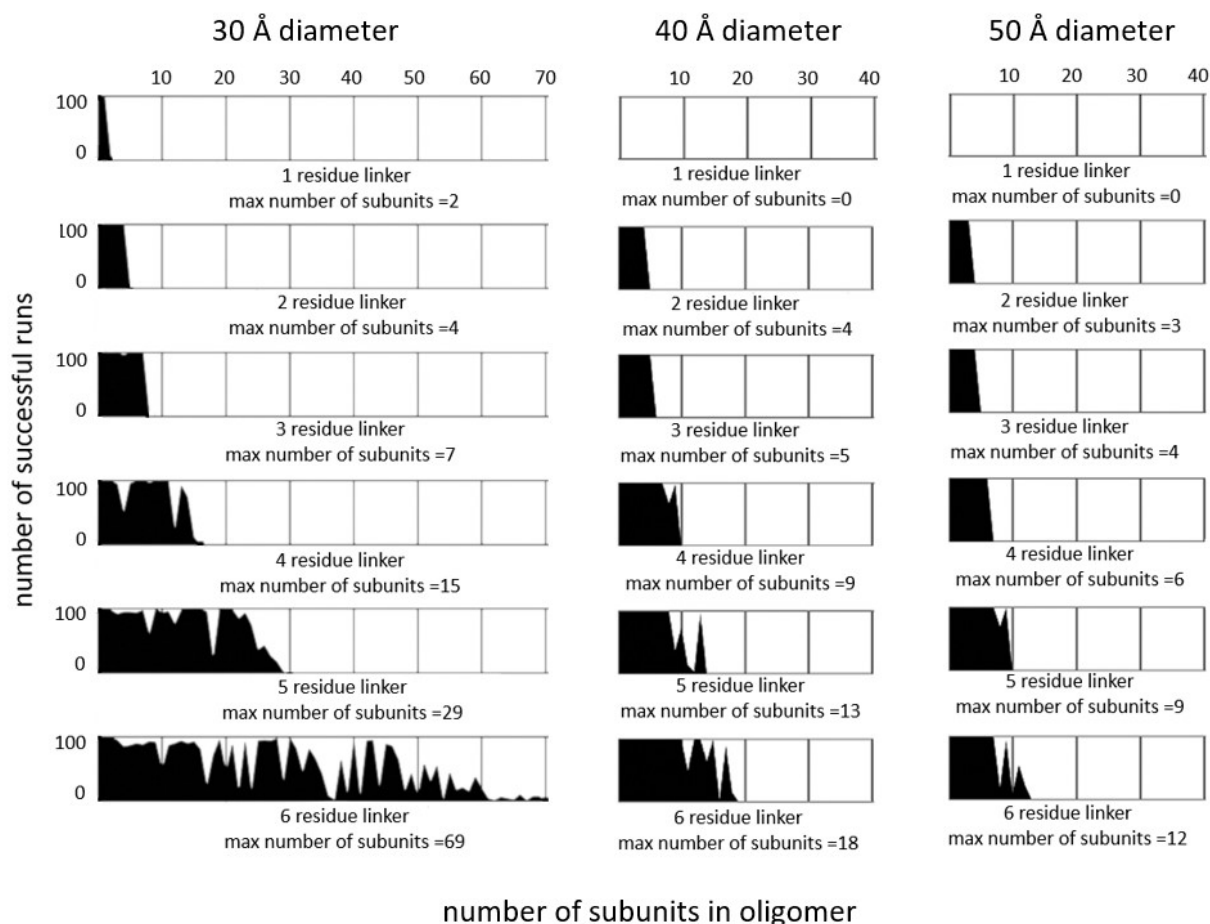 30 Å diameter
40 Å diameter
50 Å diameter
10 20 30 40 50 60 70
10 20 30 40
10 20 30 40
number of successful runs
100
0
1 residue linker
max number of subunits =2
1 residue linker
max number of subunits =0
1 residue linker
max number of subunits =0
100
0
2 residue linker
max number of subunits =4
2 residue linker
max number of subunits =4
2 residue linker
max number of subunits =3
100
0
3 residue linker
max number of subunits =7
3 residue linker
max number of subunits =5
3 residue linker
max number of subunits =4
100
0
4 residue linker
max number of subunits =15
4 residue linker
max number of subunits =9
4 residue linker
max number of subunits =6
100
0
5 residue linker
max number of subunits =29
5 residue linker
max number of subunits =13
5 residue linker
max number of subunits =9
100
0
6 residue linker
max number of subunits =69
6 residue linker
max number of subunits =18
6 residue linker
max number of subunits =12
number of subunits in oligomer